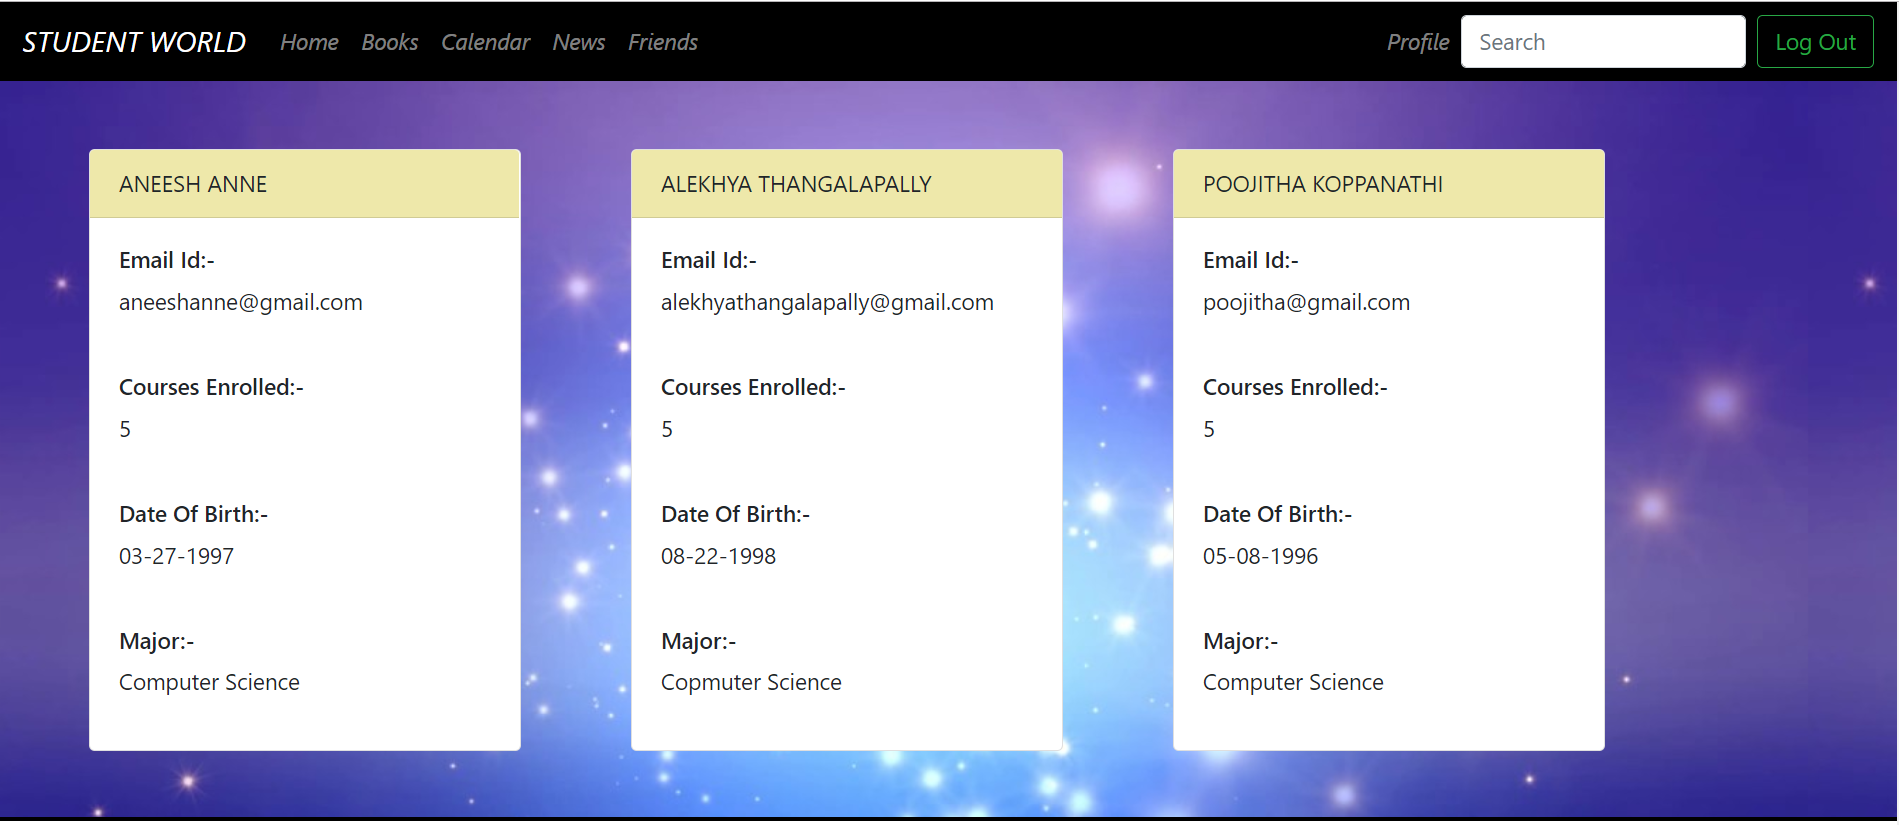 STUDENT WORLD Home Books Calendar News Friends Profile Search Log Out
ANEESH ANNE
Email Id:-
aneeshanne@gmail.com
Courses Enrolled:-
5
Date Of Birth:-
03-27-1997
Major:-
Computer Science
ALEKHYA THANGALAPALLY
Email Id:-
alekhyathangalapally@gmail.com
Courses Enrolled:-
5
Date Of Birth:-
08-22-1998
Major:-
Copmuter Science
POOJITHA KOPPANATHI
Email Id:-
poojitha@gmail.com
Courses Enrolled:-
5
Date Of Birth:-
05-08-1996
Major:-
Computer Science